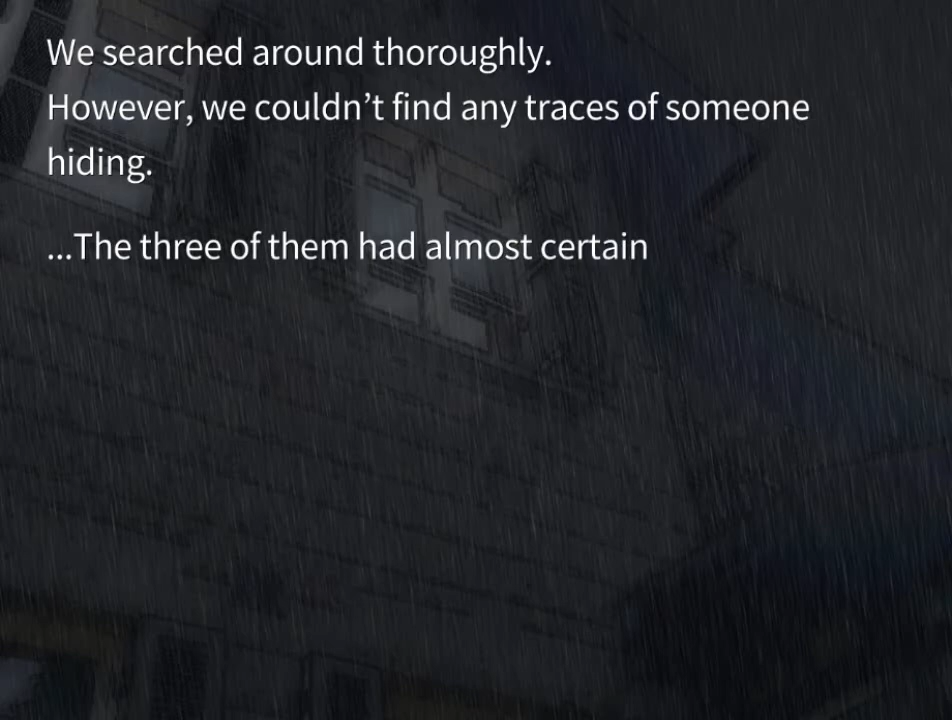 We searched around thoroughly.
However, we couldn’t find any traces of someone
hiding.
...The three of them had almost certain